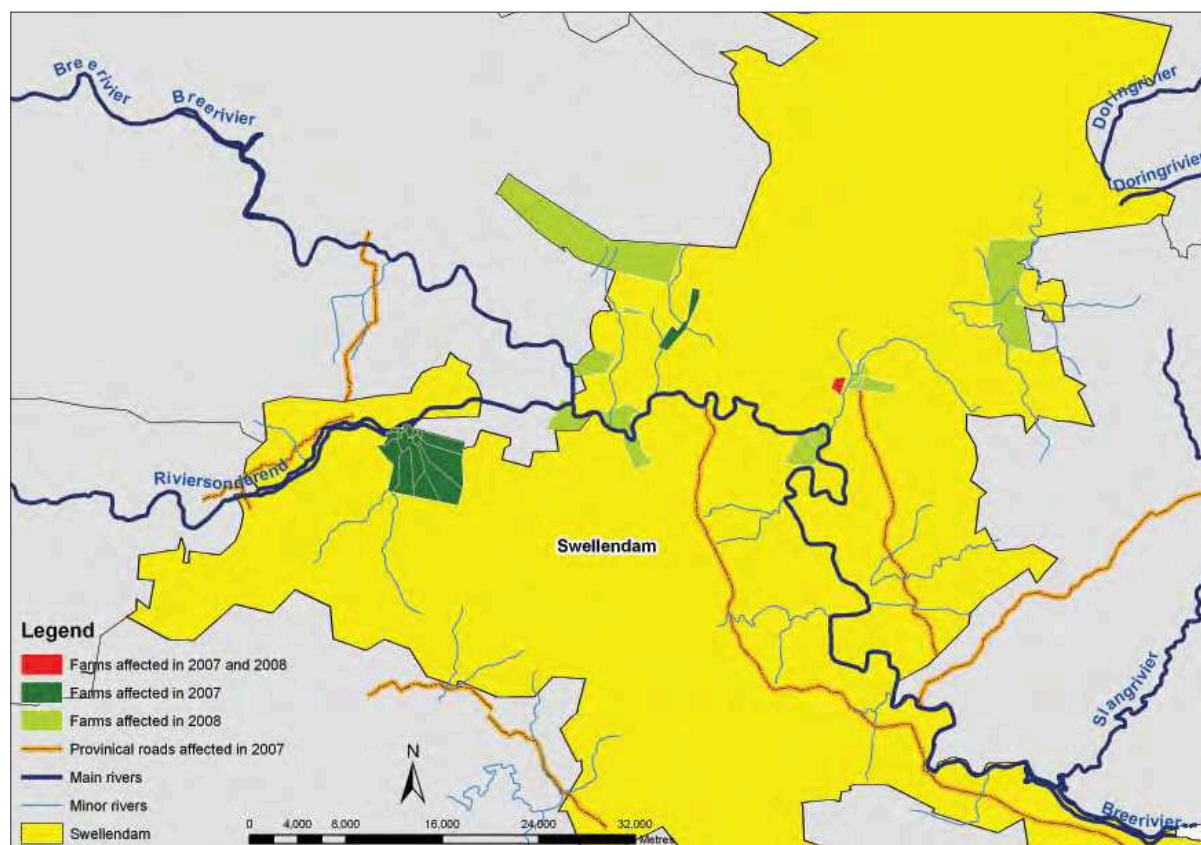 Breerivier
Breerivier
Doringrivier
Doringrivier
Riviersonderend
Swellendam
Slangrivier
Breerivier
Legend
Farms affected in 2007 and 2008
Farms affected in 2007
Farms affected in 2008
Provinical roads affected in 2007
Main rivers
Minor rivers
Swellendam
N
0 4,000 8,000 16,000 24,000 32,000
Metres